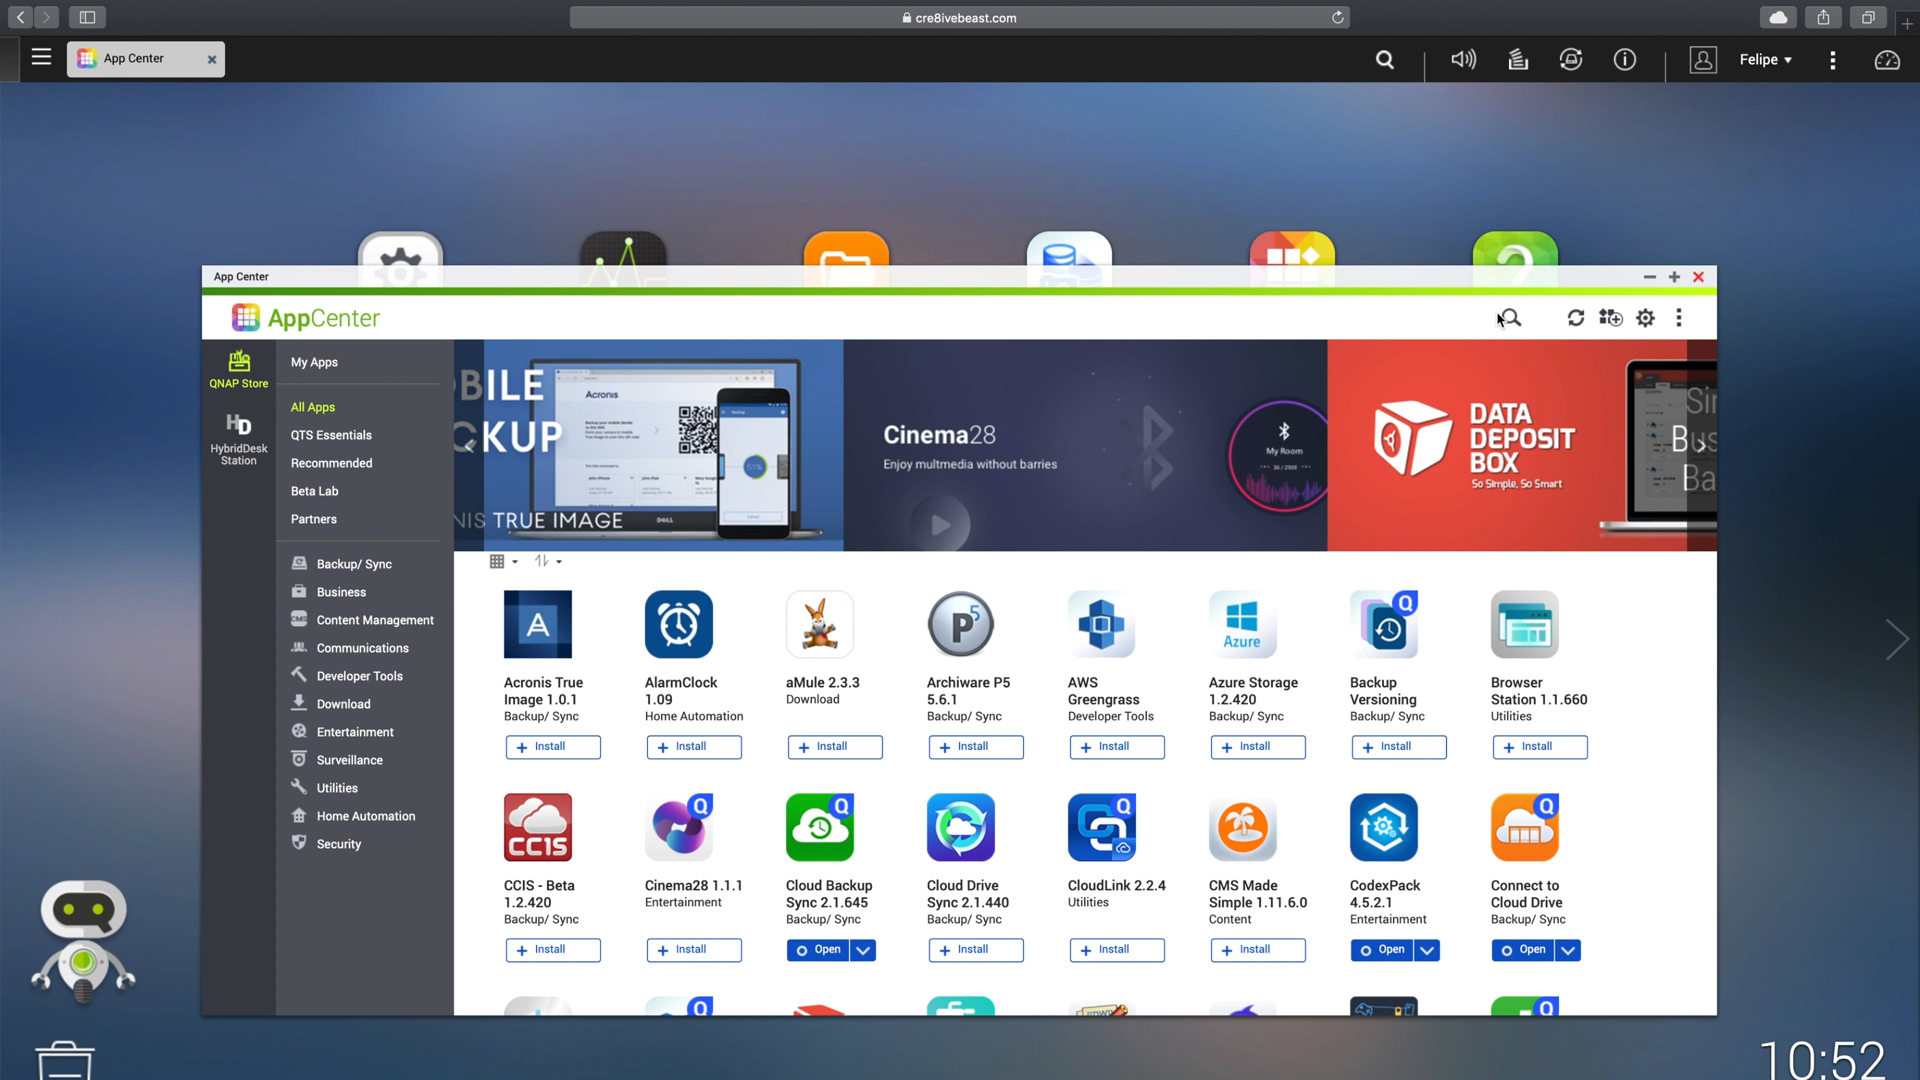 cre8ivebeast.com
App Center
Felipe
App Center
AppCenter
QNAP Store
HD
HybridDesk
Station
My Apps
All Apps
QTS Essentials
Recommended
Beta Lab
Partners
Backup/ Sync
Business
CMS
Content Management
Communications
Developer Tools
Download
Entertainment
Surveillance
Utilities
Home Automation
Security
BILE
CKUP
NIS TRUE IMAGE
Acronis
51%
DELL
Cinema28
Enjoy multmedia without barries
My Room
DATA
DEPOSIT
BOX
So Simple, So Smart
Sir
Bus
Ba
A
P5
Azure
Q
Acronis True
Image 1.0.1
Backup/ Sync
+ Install
AlarmClock
1.09
Home Automation
+ Install
aMule 2.3.3
Download
+ Install
Archiware P5
5.6.1
Backup/ Sync
+ Install
AWS
Greengrass
Developer Tools
+ Install
Azure Storage
1.2.420
Backup/ Sync
+ Install
Backup
Versioning
Backup/ Sync
+ Install
Browser
Station 1.1.660
Utilities
+ Install
CC1S
Q
Q
Q
Q
CCIS - Beta
1.2.420
Backup/ Sync
+ Install
Cinema28 1.1.1
Entertainment
+ Install
Cloud Backup
Sync 2.1.645
Backup/ Sync
Open
Cloud Drive
Sync 2.1.440
Backup/ Sync
+ Install
CloudLink 2.2.4
Utilities
+ Install
CMS Made
Simple 1.11.6.0
Content
+ Install
CodexPack
4.5.2.1
Entertainment
Open
Connect to
Cloud Drive
Backup/ Sync
Open
Q
Q
10:52